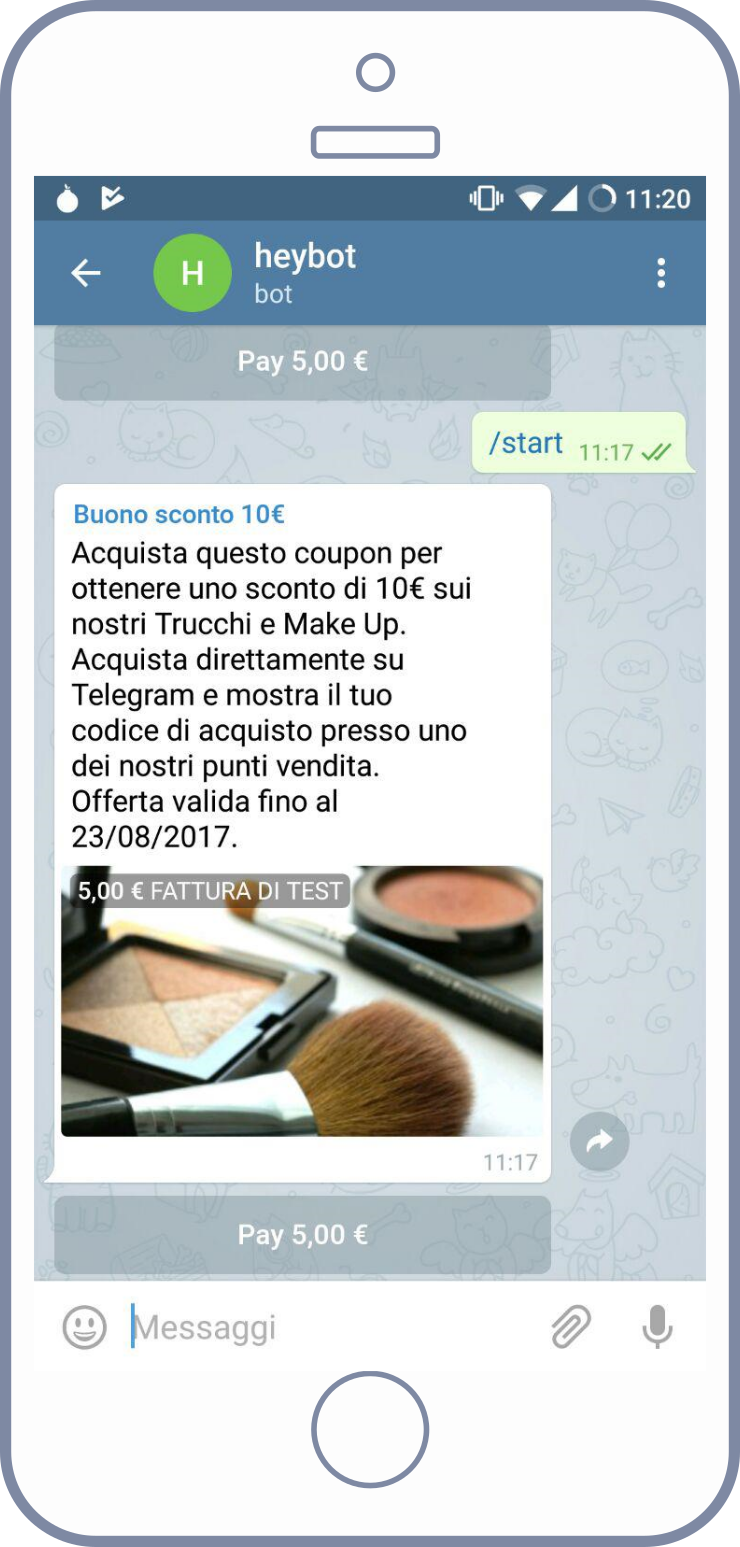 11:20
H
heybot
bot
Pay 5,00 €
/start 11:17
Buono sconto 10€
Acquista questo coupon per
ottenere uno sconto di 10€ sui
nostri Trucchi e Make Up.
Acquista direttamente su
Telegram e mostra il tuo
codice di acquisto presso uno
dei nostri punti vendita.
Offerta valida fino al
23/08/2017.
5,00 € FATTURA DI TEST
11:17
Pay 5,00 €
Messaggi